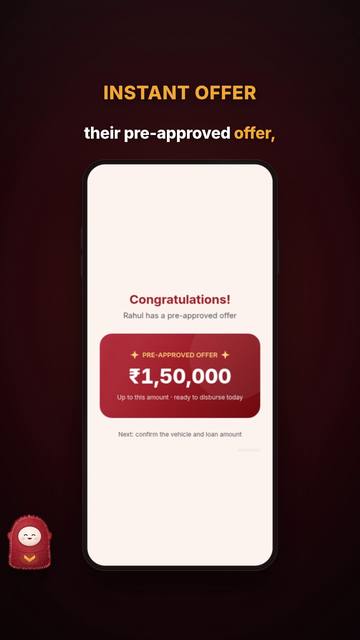 INSTANT OFFER
their pre-approved offer,
Congratulations!
Rahul has a pre-approved offer
PRE-APPROVED OFFER
₹1,50,000
Up to this amount · ready to disburse today
Next: confirm the vehicle and loan amount